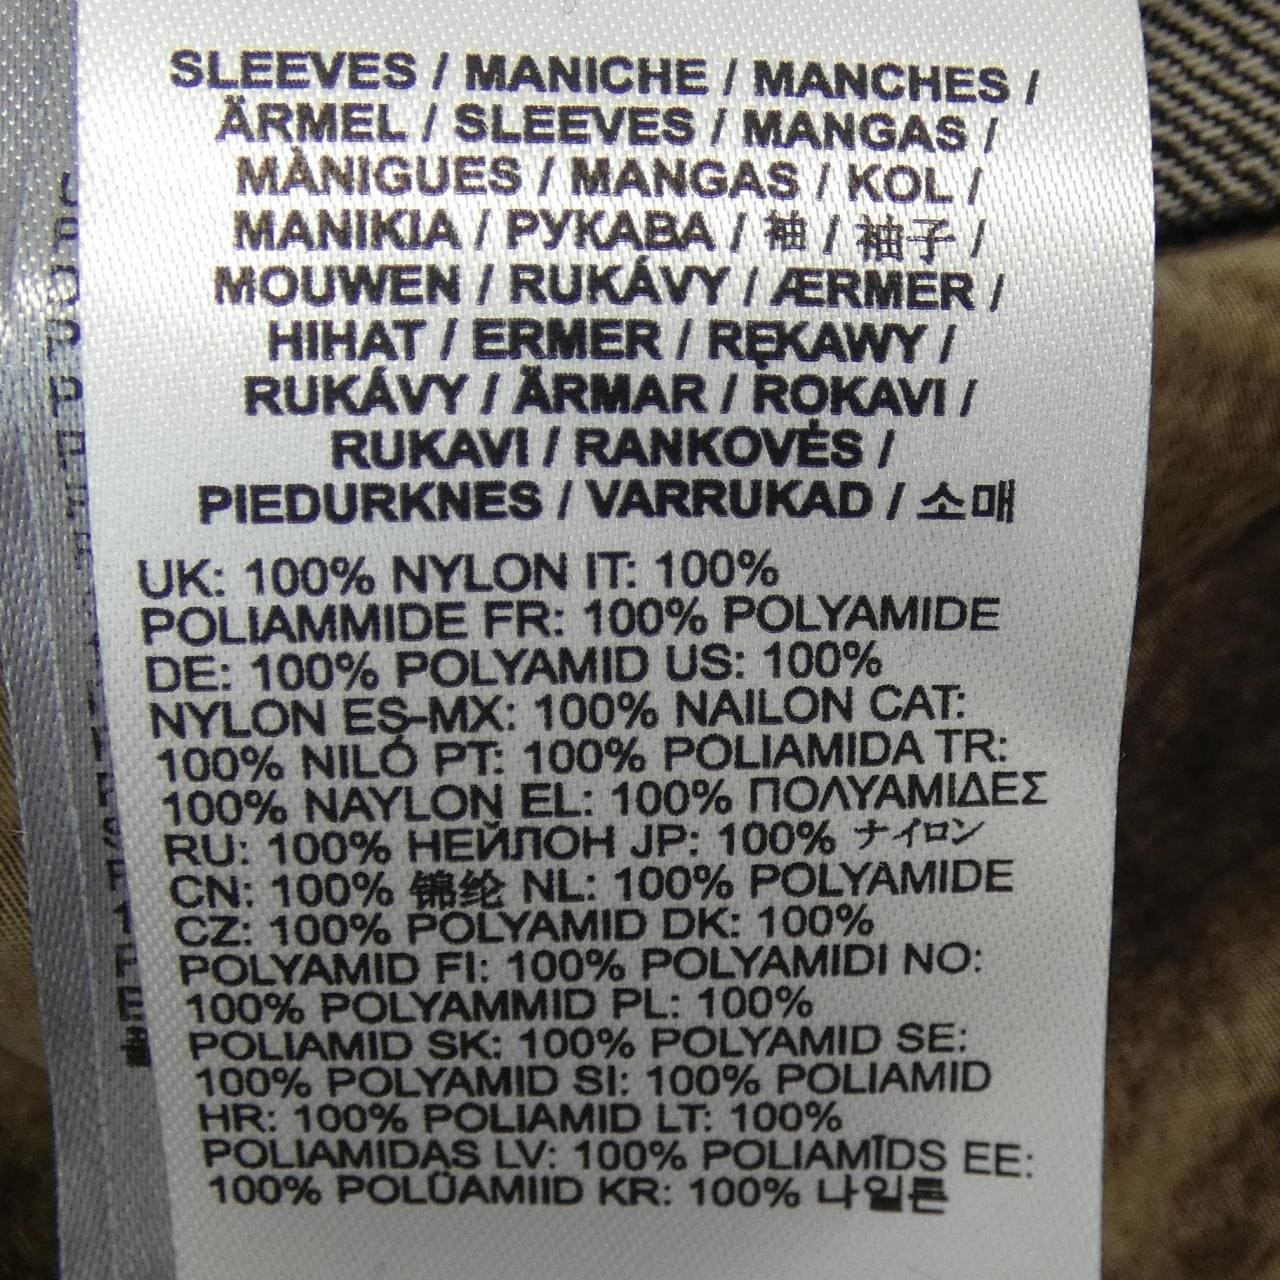 SLEEVES / MANICHE / MANCHES /
ÄRMEL / SLEEVES / MANGAS /
MÀNIGUES / MANGAS / KOL /
MANIKIA / РУКАВА / 袖 / 袖子 /
MOUWEN / RUKÁVY / ÆRMER /
HIHAT / ERMER / RĘKAWY /
RUKÁVY / ÄRMAR / ROKAVI /
RUKAVI / RANKOVĖS /
PIEDURKNES / VARRUKAD / 소매
UK: 100% NYLON IT: 100%
POLIAMMIDE FR: 100% POLYAMIDE
DE: 100% POLYAMID US: 100%
NYLON ES-MX: 100% NAILON CAT:
100% NILÓ PT: 100% POLIAMIDA TR:
100% NAYLON EL: 100% ΠΟΛΥΑΜΙΔΕΣ
RU: 100% НЕЙЛОН JP: 100% ナイロン
CN: 100% 锦纶 NL: 100% POLYAMIDE
CZ: 100% POLYAMID DK: 100%
POLYAMID FI: 100% POLYAMIDI NO:
100% POLYAMMID PL: 100%
POLIAMID SK: 100% POLYAMID SE:
100% POLYAMID SI: 100% POLIAMID
HR: 100% POLIAMID LT: 100%
POLIAMIDAS LV: 100% POLIAMĪDS EE:
100% POLÜAMIID KR: 100% 나일론